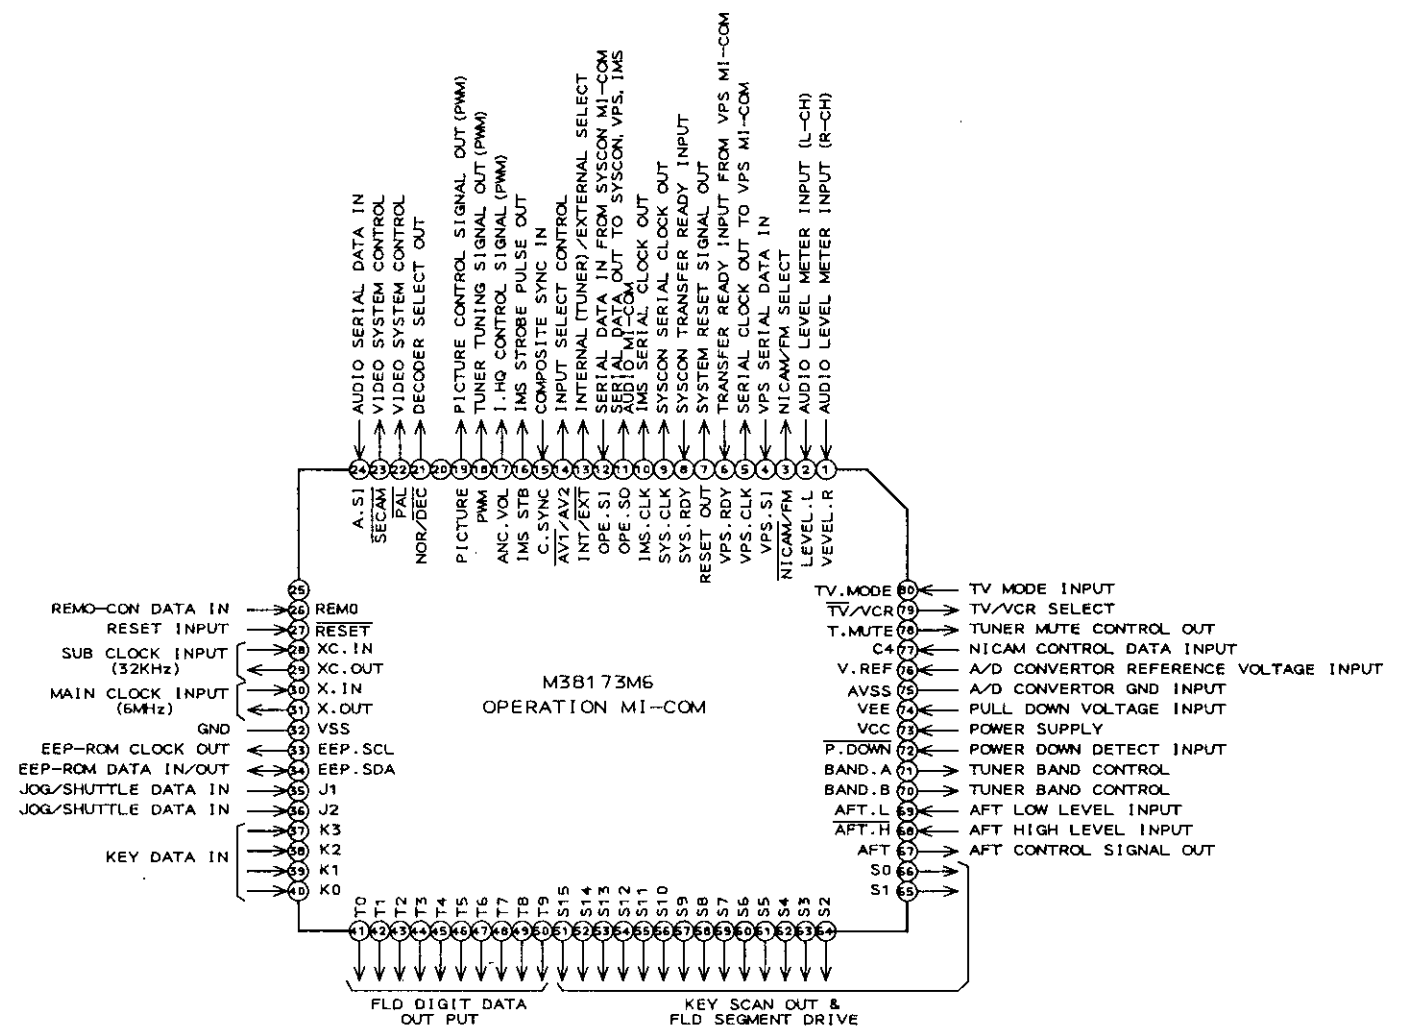 AUDIO SERIAL DATA IN
VIDEO SYSTEM CONTROL
VIDEO SYSTEM CONTROL
DECODER SELECT OUT
PICTURE CONTROL SIGNAL OUT (PWM)
TUNER TUNING SIGNAL OUT (PWM)
I.HQ CONTROL SIGNAL (PWM)
IMS STROBE PULSE OUT
COMPOSITE SYNC IN
INPUT SELECT CONTROL
INTERNAL (TUNER)/EXTERNAL SELECT
SERIAL DATA IN FROM SYSCON MI-COM
SERIAL DATA OUT TO SYSCON, VPS, IMS
AUDIO MI-COM
IMS SERIAL CLOCK OUT
SYSCON SERIAL CLOCK OUT
SYSCON TRANSFER READY INPUT
SYSTEM RESET SIGNAL OUT
TRANSFER READY INPUT FROM VPS MI-COM
SERIAL CLOCK OUT TO VPS MI-COM
VPS SERIAL DATA IN
NICAM/FM SELECT
AUDIO LEVEL METER INPUT (L-CH)
AUDIO LEVEL METER INPUT (R-CH)
24 23 22 21 20 19 18 17 16 15 14 13 12 11 10 9 8 7 6 5 4 3 2 1
A.SI
SECAM
PAL
NOR/DEC
PICTURE
PWM
ANC.VOL
IMS STB
C.SYNC
AV1/AV2
INT/EXT
OPE.SI
OPE.SO
IMS.CLK
SYS.CLK
SYS.RDY
RESET OUT
VPS.RDY
VPS.CLK
VPS.SI
NICAM/FM
LEVEL.L
VEVEL.R
25
REMO-CON DATA IN 26 REMO
RESET INPUT 27 RESET
SUB CLOCK INPUT (32KHz)
28 XC.IN
29 XC.OUT
MAIN CLOCK INPUT (6MHz)
30 X.IN
31 X.OUT
GND 32 VSS
EEP-ROM CLOCK OUT 33 EEP.SCL
EEP-ROM DATA IN/OUT 34 EEP.SDA
JOG/SHUTTLE DATA IN 35 J1
JOG/SHUTTLE DATA IN 36 J2
KEY DATA IN
37 K3
38 K2
39 K1
40 K0
M38173M6
OPERATION MI-COM
TV.MODE 80 TV MODE INPUT
TV/VCR 79 TV/VCR SELECT
T.MUTE 78 TUNER MUTE CONTROL OUT
C4 77 NICAM CONTROL DATA INPUT
V.REF 76 A/D CONVERTOR REFERENCE VOLTAGE INPUT
AVSS 75 A/D CONVERTOR GND INPUT
VEE 74 PULL DOWN VOLTAGE INPUT
VCC 73 POWER SUPPLY
P.DOWN 72 POWER DOWN DETECT INPUT
BAND.A 71 TUNER BAND CONTROL
BAND.B 70 TUNER BAND CONTROL
AFT.L 69 AFT LOW LEVEL INPUT
AFT.H 68 AFT HIGH LEVEL INPUT
AFT 67 AFT CONTROL SIGNAL OUT
S0 66
S1 65
T0 T1 T2 T3 T4 T5 T6 T7 T8 T9 S15 S14 S13 S12 S11 S10 S9 S8 S7 S6 S5 S4 S3 S2
41 42 43 44 45 46 47 48 49 50 51 52 53 54 55 56 57 58 59 60 61 62 63 64
FLD DIGIT DATA
OUT PUT
KEY SCAN OUT &
FLD SEGMENT DRIVE